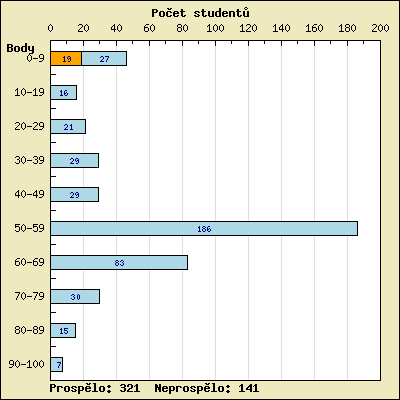 Počet studentů
0 20 40 60 80 100 120 140 160 180 200
Body
0-9 19 27
10-19 16
20-29 21
30-39 29
40-49 29
50-59 186
60-69 83
70-79 30
80-89 15
90-100 7
Prospělo: 321 Neprospělo: 141